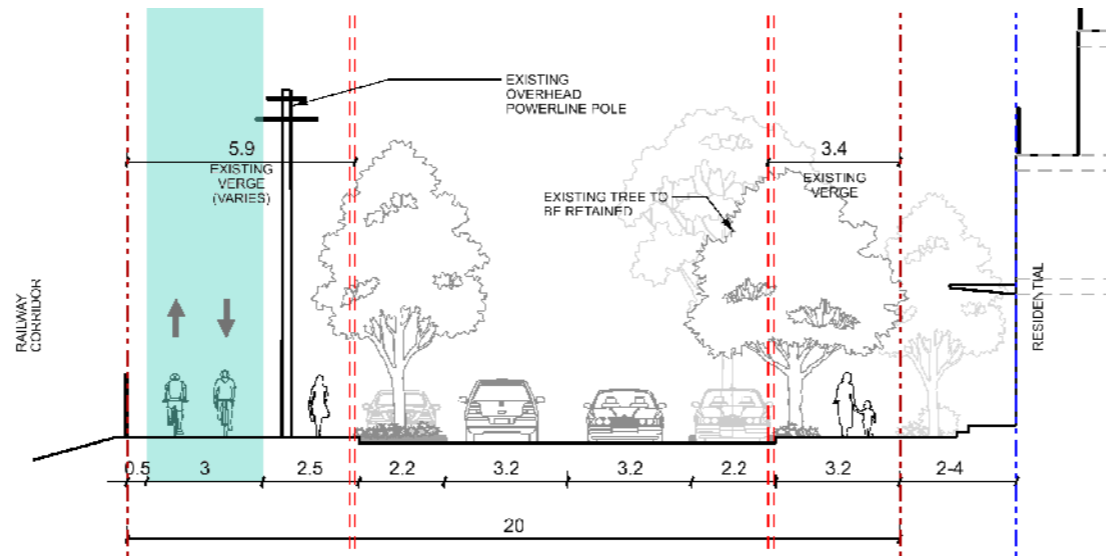 EXISTING
OVERHEAD
POWERLINE POLE
5.9
EXISTING
VERGE
(VARIES)
3.4
EXISTING
VERGE
EXISTING TREE TO
BE RETAINED
RAILWAY
CORRIDOR
RESIDENTIAL
0.5 3 2.5 2.2 3.2 3.2 2.2 3.2 2-4
20